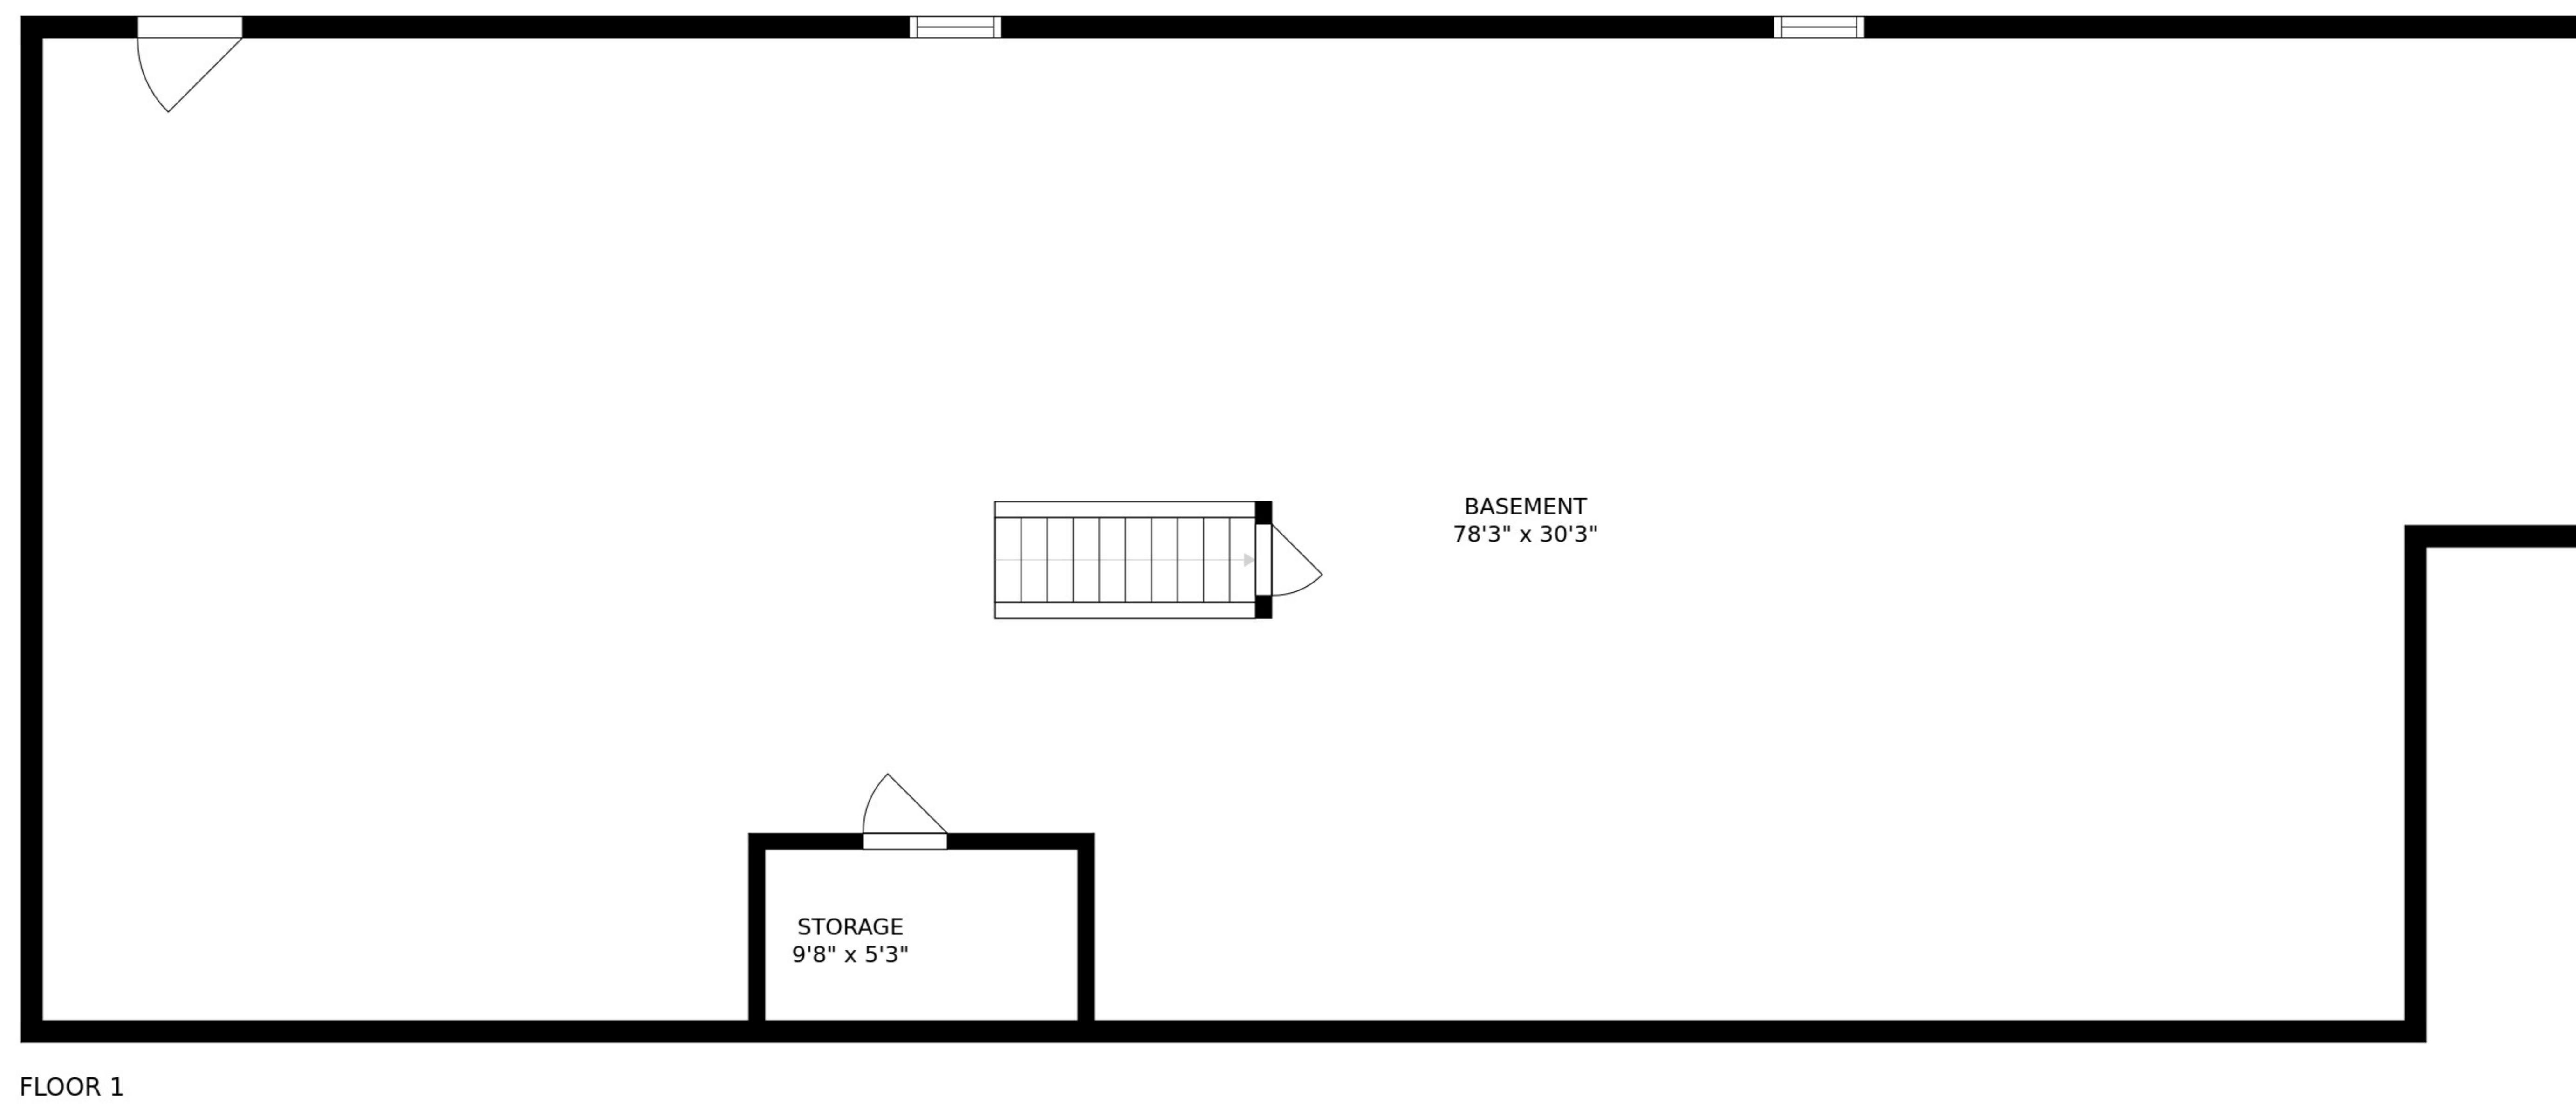 BASEMENT
78'3" x 30'3"
STORAGE
9'8" x 5'3"
FLOOR 1